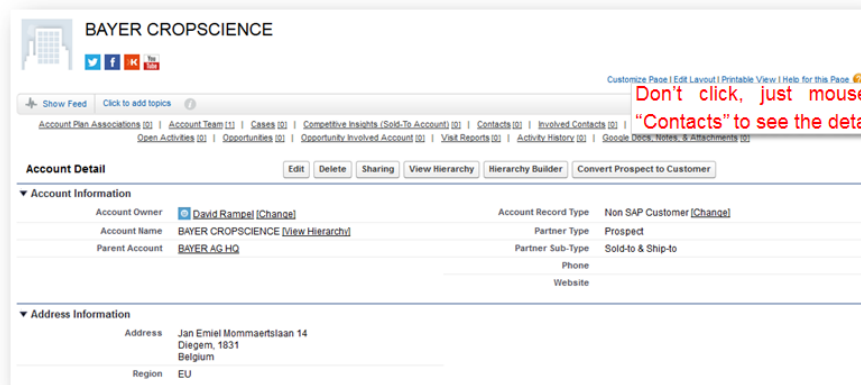 BAYER CROPSCIENCE
You Tube
Customize Page | Edit Layout | Printable View | Help for this Page
Don't click, just mouse
"Contacts" to see the deta
Show Feed Click to add topics
Account Plan Associations [0] | Account Team [1] | Cases [0] | Competitive Insights (Sold-To Account) [0] | Contacts [0] | Involved Contacts [0] |
Open Activities [0] | Opportunities [0] | Opportunity Involved Account [0] | Visit Reports [0] | Activity History [0] | Google Docs, Notes, & Attachments [0]
Account Detail Edit Delete Sharing View Hierarchy Hierarchy Builder Convert Prospect to Customer
Account Information
Account Owner David Rampel [Change] Account Record Type Non SAP Customer [Change]
Account Name BAYER CROPSCIENCE [View Hierarchy] Partner Type Prospect
Parent Account BAYER AG HQ Partner Sub-Type Sold-to & Ship-to
Phone
Website
Address Information
Address Jan Emiel Mommaertslaan 14
Diegem, 1831
Belgium
Region EU